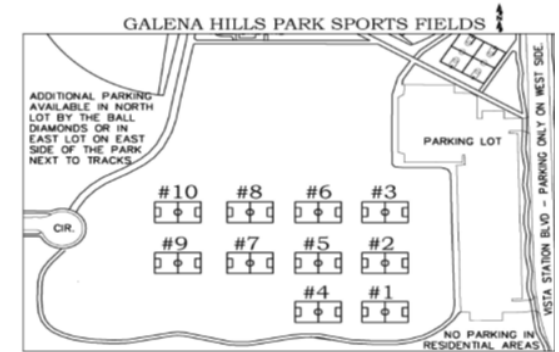 GALENA HILLS PARK SPORTS FIELDS
ADDITIONAL PARKING
AVAILABLE IN NORTH
LOT BY THE BALL
DIAMONDS OR IN
EAST LOT ON EAST
SIDE OF THE PARK
NEXT TO TRACKS
PARKING LOT
VISTA STATION BLVD - PARKING ONLY ON WEST SIDE.
#10 #8 #6 #3
CIR.
#9 #7 #5 #2
#4 #1
NO PARKING IN
RESIDENTIAL AREAS